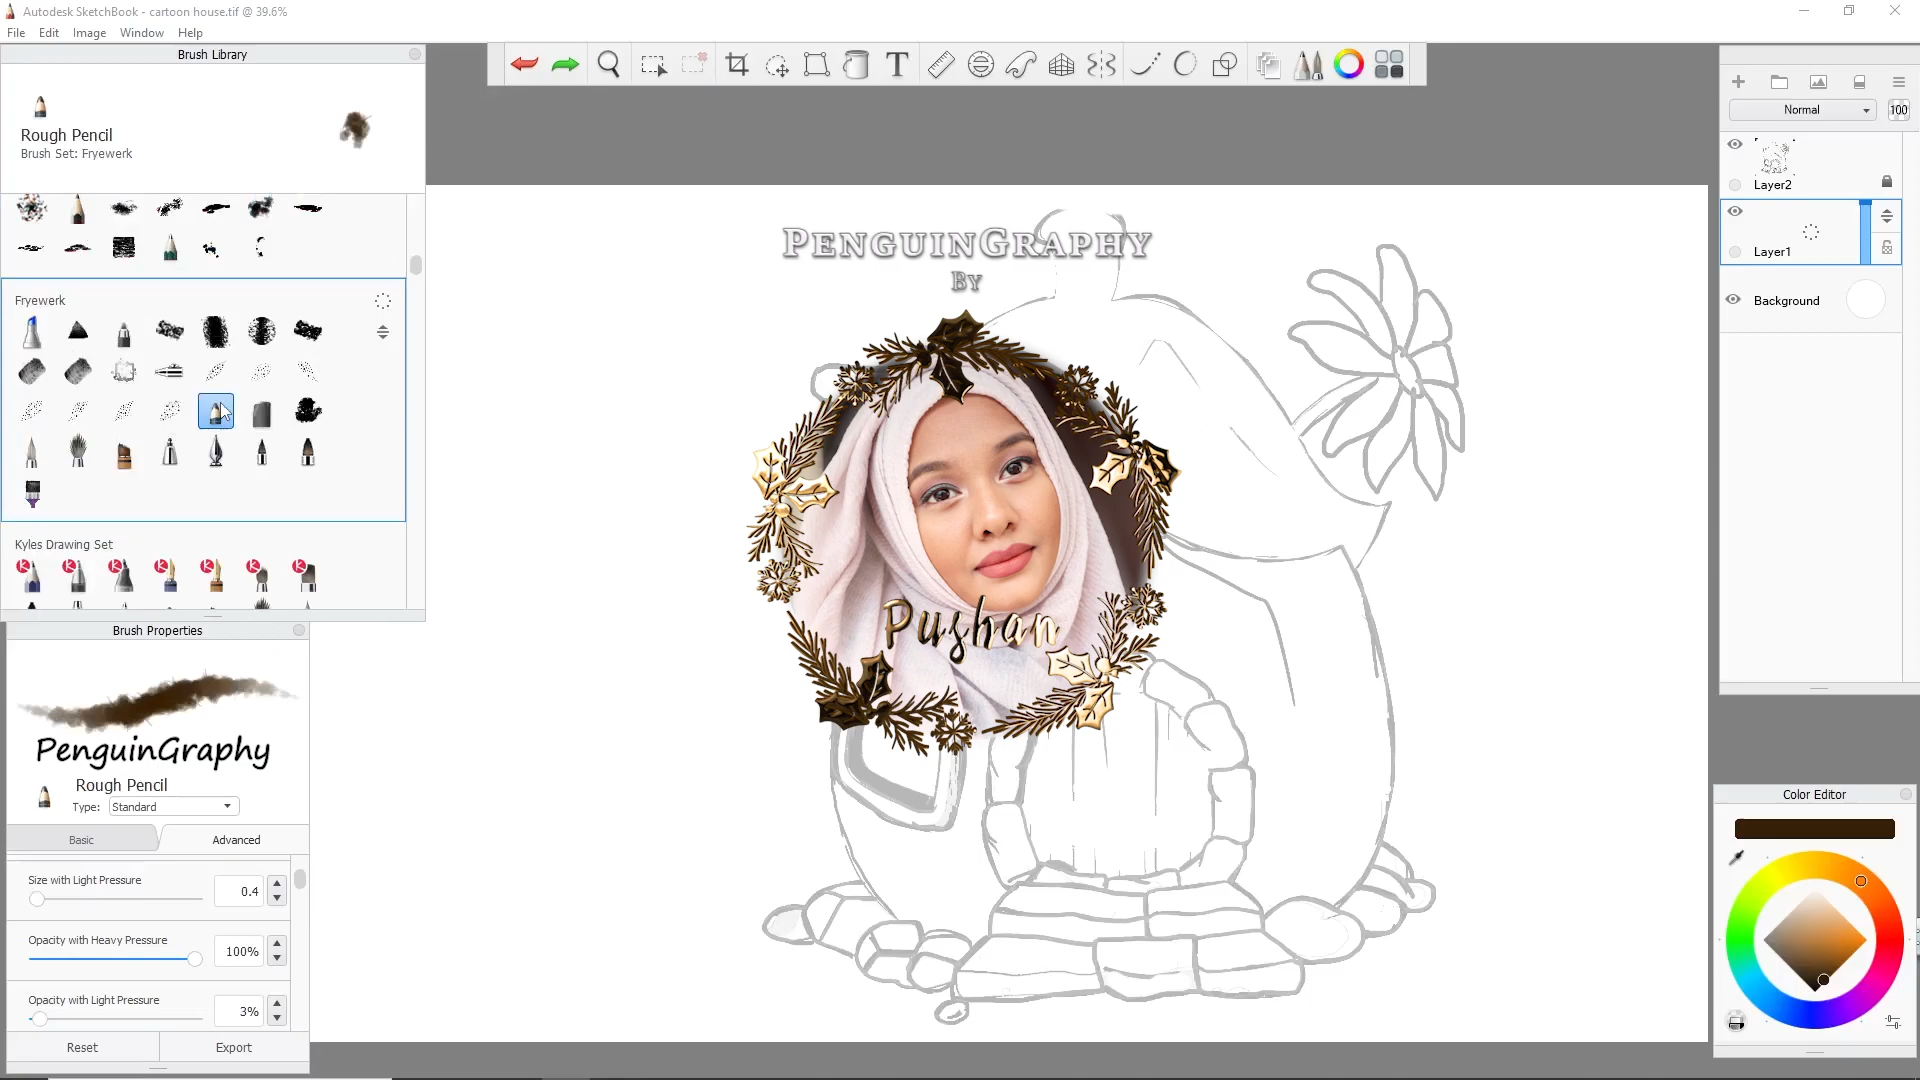 Autodesk SketchBook - cartoon house.tif @ 39.6%
File Edit Image Window Help
Brush Library
Rough Pencil
Brush Set: Fryewerk
Fryewerk
Kyles Drawing Set
Brush Properties
PenguinGraphy
Rough Pencil
Type: Standard
Basic Advanced
Size with Light Pressure
0.4
Opacity with Heavy Pressure
100%
Opacity with Light Pressure
3%
Reset Export
T
PenguinGraphy
By
Pushan
Normal 100
Layer2
Layer1
Background
Color Editor